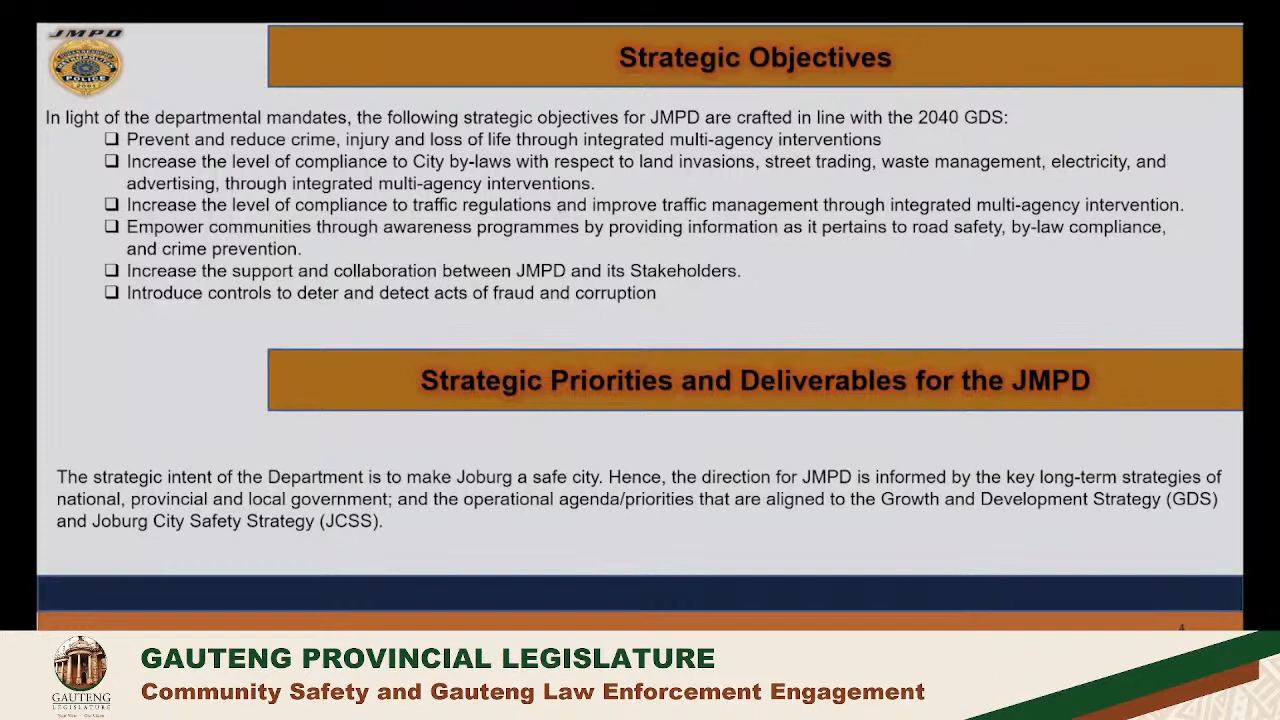 JMPD
Strategic Objectives
METROPOLITAN
POLICE
2001
In light of the departmental mandates, the following strategic objectives for JMPD are crafted in line with the 2040 GDS:
❑ Prevent and reduce crime, injury and loss of life through integrated multi-agency interventions
❑ Increase the level of compliance to City by-laws with respect to land invasions, street trading, waste management, electricity, and
advertising, through integrated multi-agency interventions.
❑ Increase the level of compliance to traffic regulations and improve traffic management through integrated multi-agency intervention.
❑ Empower communities through awareness programmes by providing information as it pertains to road safety, by-law compliance,
and crime prevention.
❑ Increase the support and collaboration between JMPD and its Stakeholders.
❑ Introduce controls to deter and detect acts of fraud and corruption
Strategic Priorities and Deliverables for the JMPD
The strategic intent of the Department is to make Joburg a safe city. Hence, the direction for JMPD is informed by the key long-term strategies of
national, provincial and local government; and the operational agenda/priorities that are aligned to the Growth and Development Strategy (GDS)
and Joburg City Safety Strategy (JCSS).
4
GAUTENG PROVINCIAL LEGISLATURE
Community Safety and Gauteng Law Enforcement Engagement
GAUTENG
LEGISLATURE